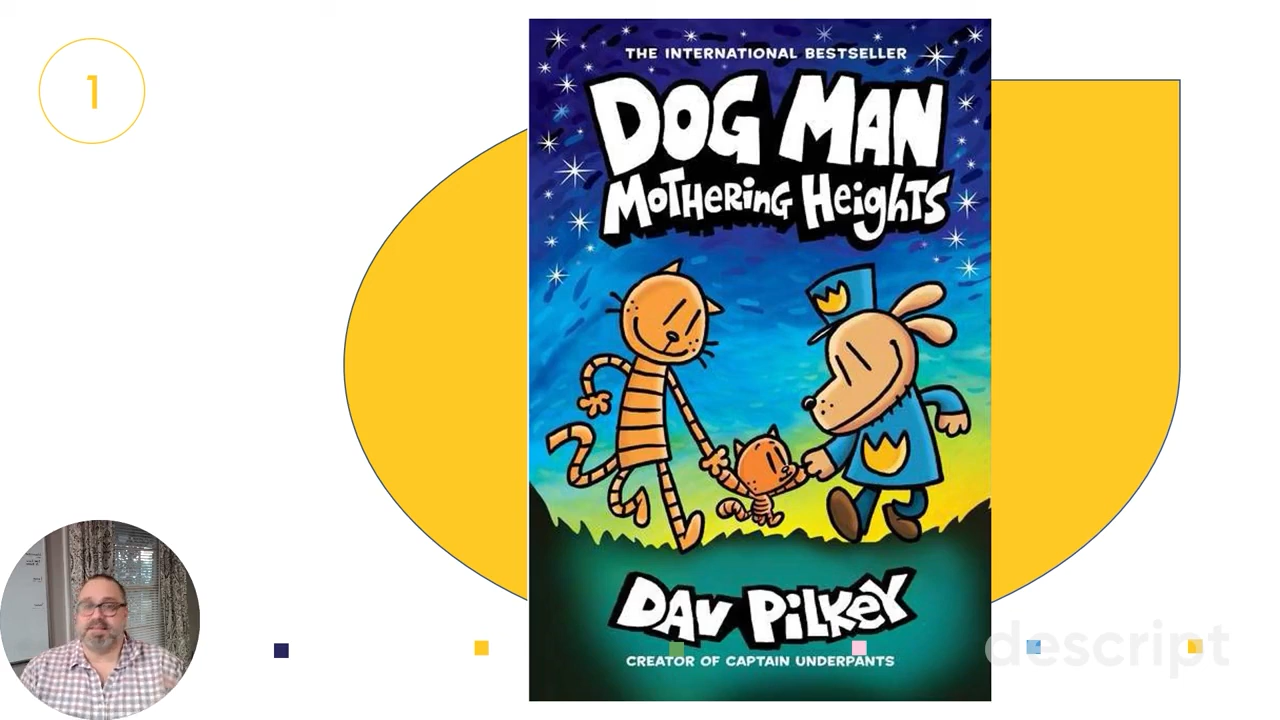 1
THE INTERNATIONAL BESTSELLER
DOG MAN
MOTHERING HEIGHTS
DAV PILKEY
CREATOR OF CAPTAIN UNDERPANTS
descript